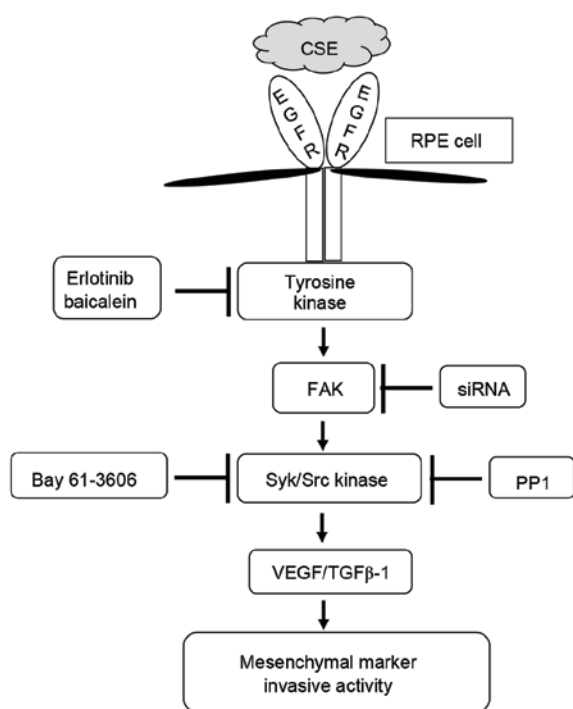 CSE
EGFR
EGFR
RPE cell
Erlotinib
baicalein
Tyrosine
kinase
FAK
siRNA
Bay 61-3606
Syk/Src kinase
PP1
VEGF/TGFβ-1
Mesenchymal marker
invasive activity